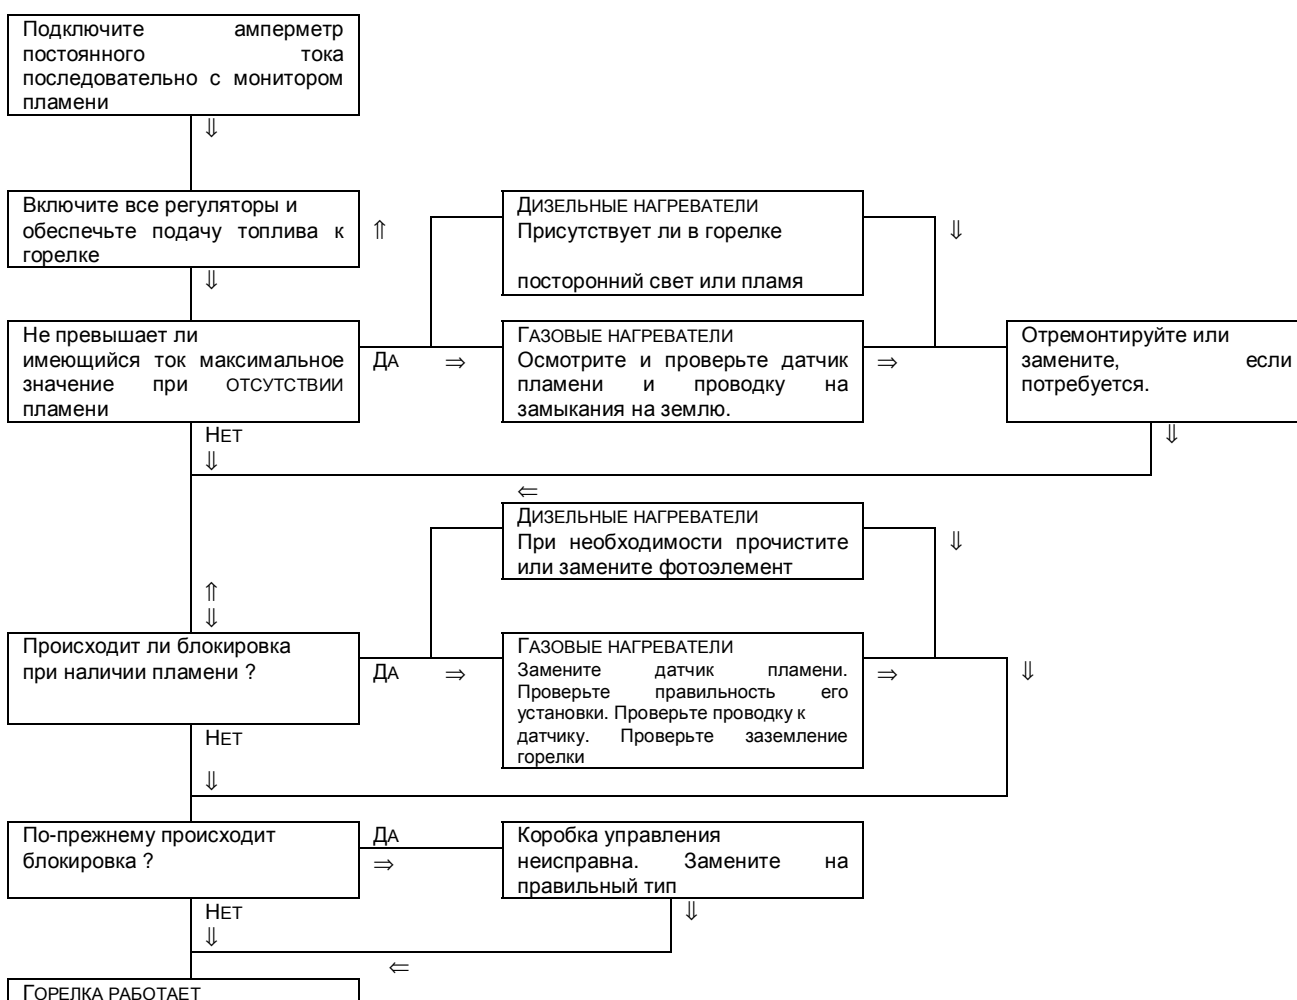 Подключите амперметр
постоянного тока
последовательно с монитором
пламени
⇓
Включите все регуляторы и
обеспечьте подачу топлива к
горелке
⇑
⇓
ДИЗЕЛЬНЫЕ НАГРЕВАТЕЛИ
Присутствует ли в горелке
посторонний свет или пламя
⇓
Не превышает ли
имеющийся ток максимальное
значение при ОТСУТСТВИИ
пламени
ДА ⇒
ГАЗОВЫЕ НАГРЕВАТЕЛИ
Осмотрите и проверьте датчик
пламени и проводку на
замыкания на землю.
⇒
Отремонтируйте или
замените, если
потребуется.
⇓
НЕТ
⇓
⇐
ДИЗЕЛЬНЫЕ НАГРЕВАТЕЛИ
При необходимости прочистите
или замените фотоэлемент
⇓
⇑
⇓
Происходит ли блокировка
при наличии пламени ?
ДА ⇒
ГАЗОВЫЕ НАГРЕВАТЕЛИ
Замените датчик пламени.
Проверьте правильность его
установки. Проверьте проводку к
датчику. Проверьте заземление
горелки
⇒
⇓
НЕТ
⇓
По-прежнему происходит
блокировка ?
ДА
⇒
Коробка управления
неисправна. Замените на
правильный тип
⇓
НЕТ
⇓
⇐
ГОРЕЛКА РАБОТАЕТ